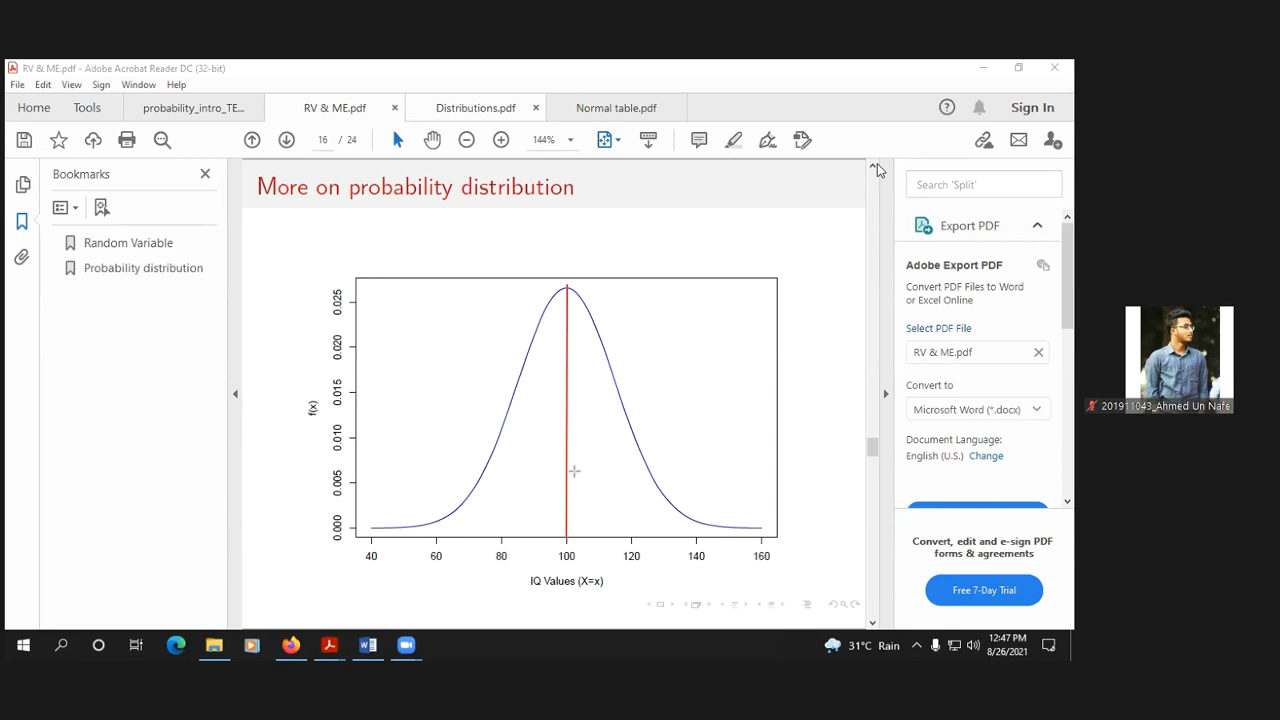 RV & ME.pdf - Adobe Acrobat Reader DC (32-bit)
File Edit View Sign Window Help
Home Tools probability_intro_TE... RV & ME.pdf Distributions.pdf Normal table.pdf Sign In
16 / 24 144%
Bookmarks
Random Variable
Probability distribution
More on probability distribution
f(x)
0.025
0.020
0.015
0.010
0.005
0.000
40 60 80 100 120 140 160
IQ Values (X=x)
Search 'Split'
Export PDF
Adobe Export PDF
Convert PDF Files to Word
or Excel Online
Select PDF File
RV & ME.pdf
Convert to
Microsoft Word (*.docx)
Document Language:
English (U.S.) Change
Convert, edit and e-sign PDF
forms & agreements
Free 7-Day Trial
201911043_Ahmed Un Nafe
31°C Rain
12:47 PM
8/26/2021